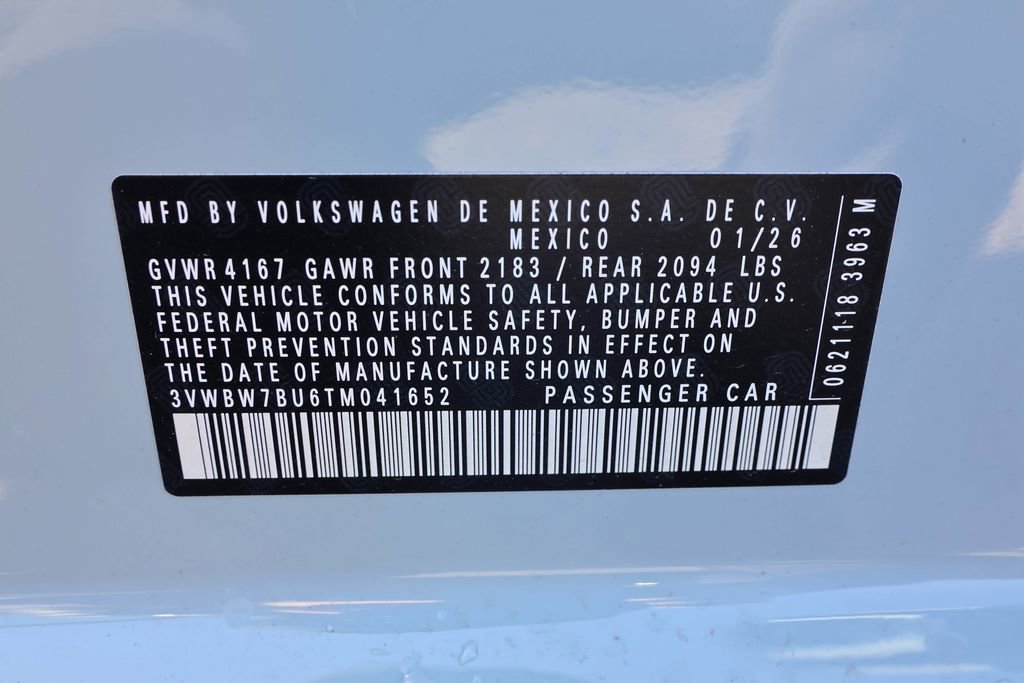 MFD BY VOLKSWAGEN DE MEXICO S.A. DE C.V.
MEXICO 01/26
GVWR 4167 GAWR FRONT 2183 / REAR 2094 LBS
THIS VEHICLE CONFORMS TO ALL APPLICABLE U.S.
FEDERAL MOTOR VEHICLE SAFETY, BUMPER AND
THEFT PREVENTION STANDARDS IN EFFECT ON
THE DATE OF MANUFACTURE SHOWN ABOVE.
3VWBW7BU6TM041652 PASSENGER CAR
0621118 3963 M